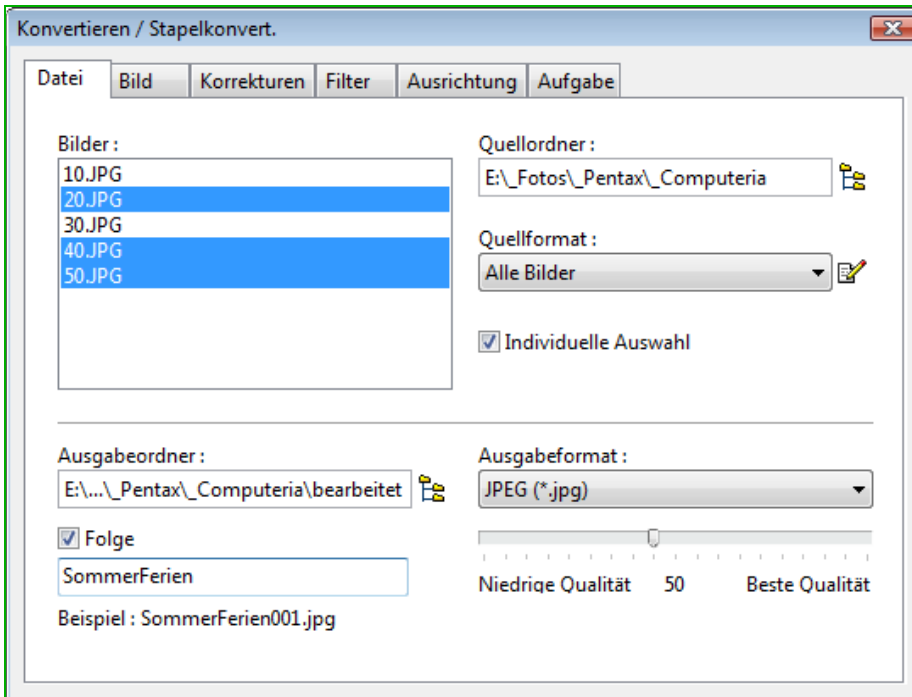 Konvertieren / Stapelkonvert.
Datei Bild Korrekturen Filter Ausrichtung Aufgabe
Bilder :
10.JPG
20.JPG
30.JPG
40.JPG
50.JPG
Quellordner :
E:\_Fotos\_Pentax\_Computeria
Quellformat :
Alle Bilder
Individuelle Auswahl
Ausgabeordner :
E:\...\_Pentax\_Computeria\bearbeitet
Folge
SommerFerien
Beispiel : SommerFerien001.jpg
Ausgabeformat :
JPEG (*.jpg)
Niedrige Qualität 50 Beste Qualität